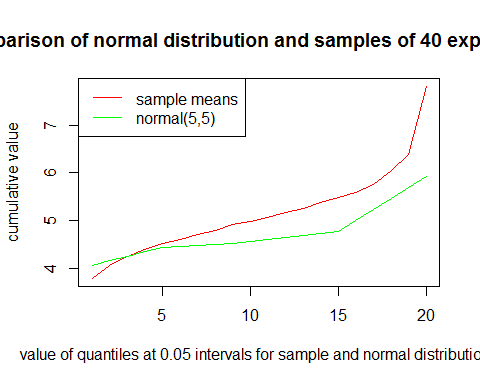 parison of normal distribution and samples of 40 exp
sample means
normal(5,5)
cumulative value
7
6
5
4
5
10
15
20
value of quantiles at 0.05 intervals for sample and normal distributio